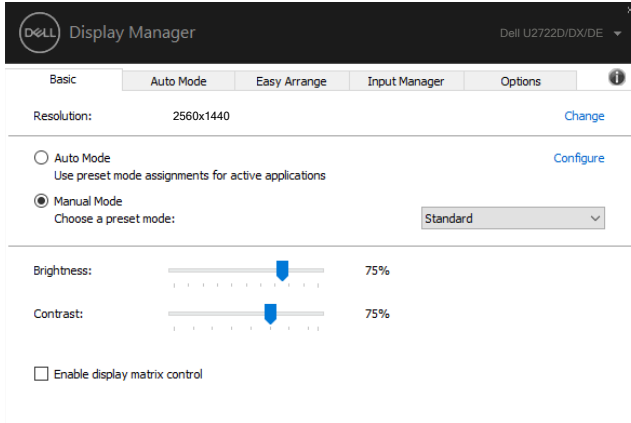 DELL Display Manager Dell U2722D/DX/DE
Basic Auto Mode Easy Arrange Input Manager Options
Resolution: 2560x1440 Change
Auto Mode Configure
Use preset mode assignments for active applications
Manual Mode
Choose a preset mode: Standard
Brightness: 75%
Contrast: 75%
Enable display matrix control